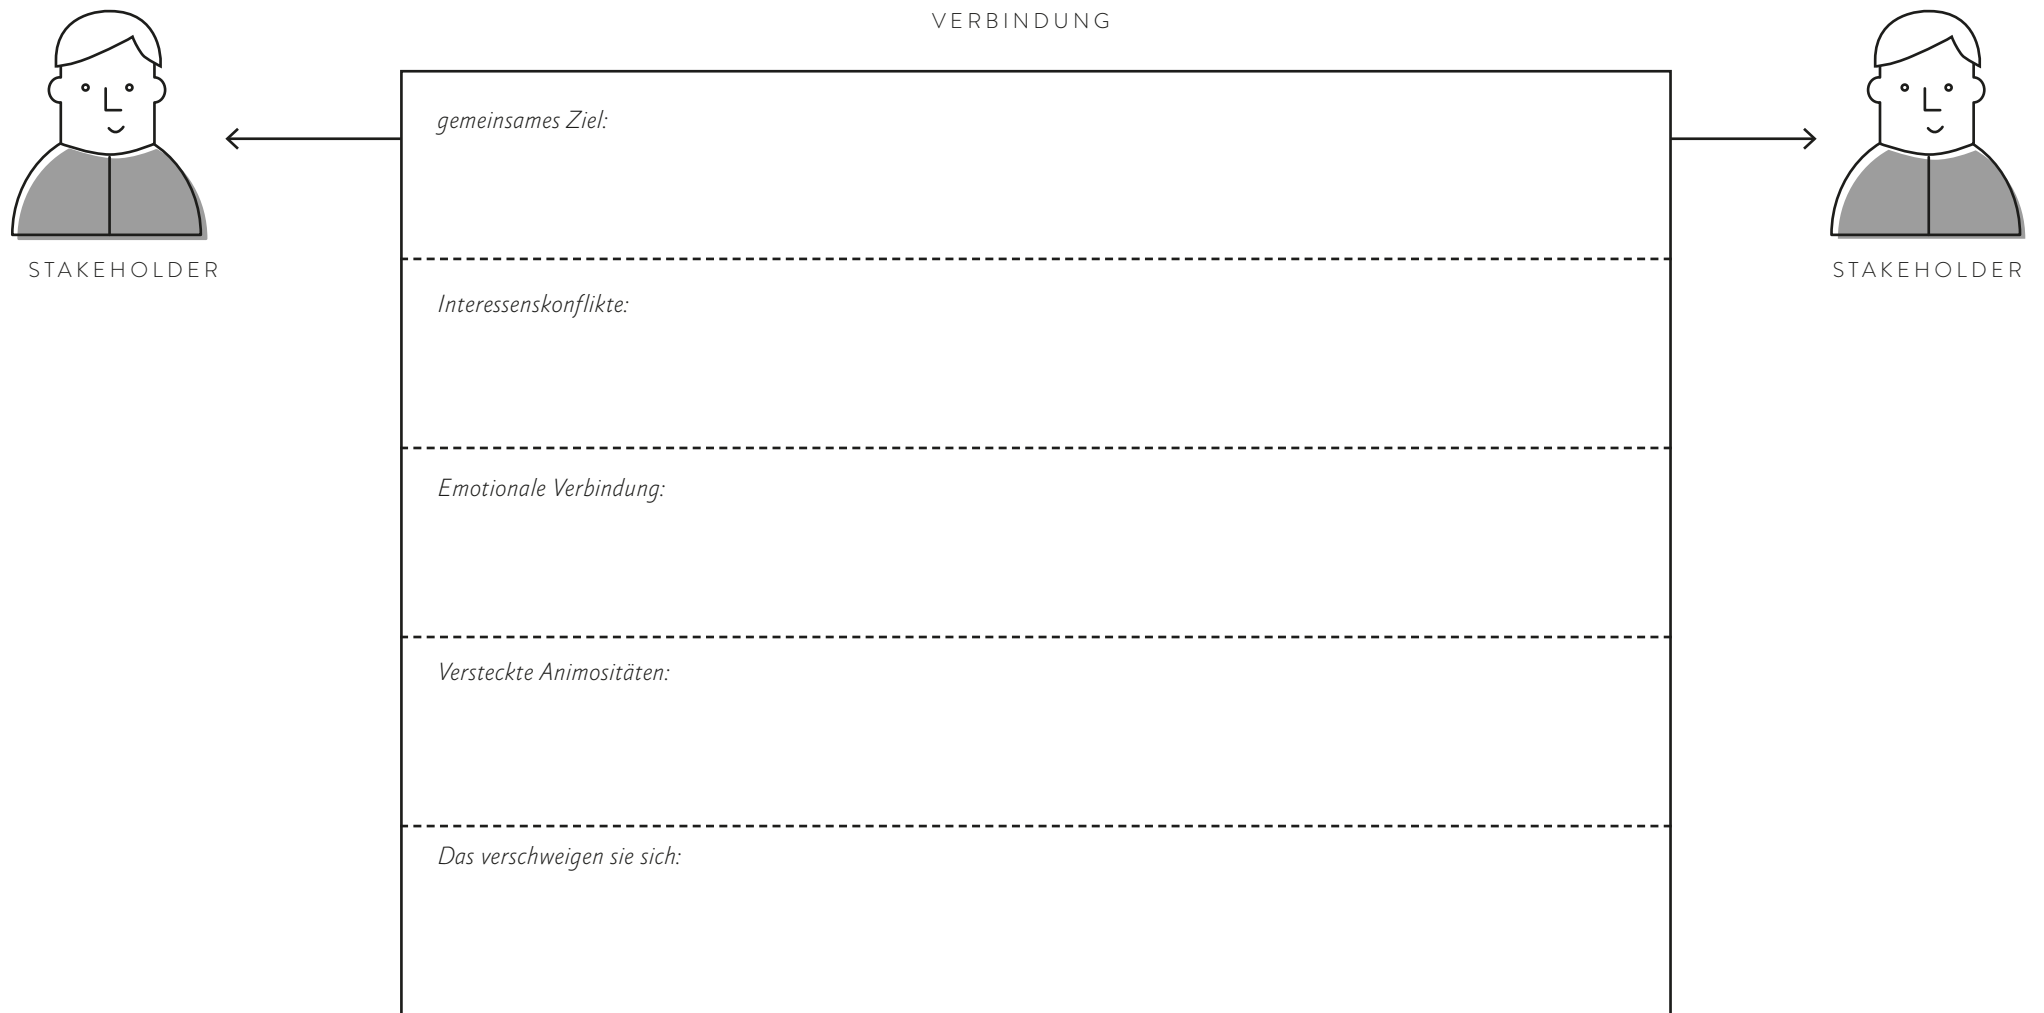 VERBINDUNG
gemeinsames Ziel:
STAKEHOLDER
STAKEHOLDER
Interessenskonflikte:
Emotionale Verbindung:
Versteckte Animositäten:
Das verschweigen sie sich: